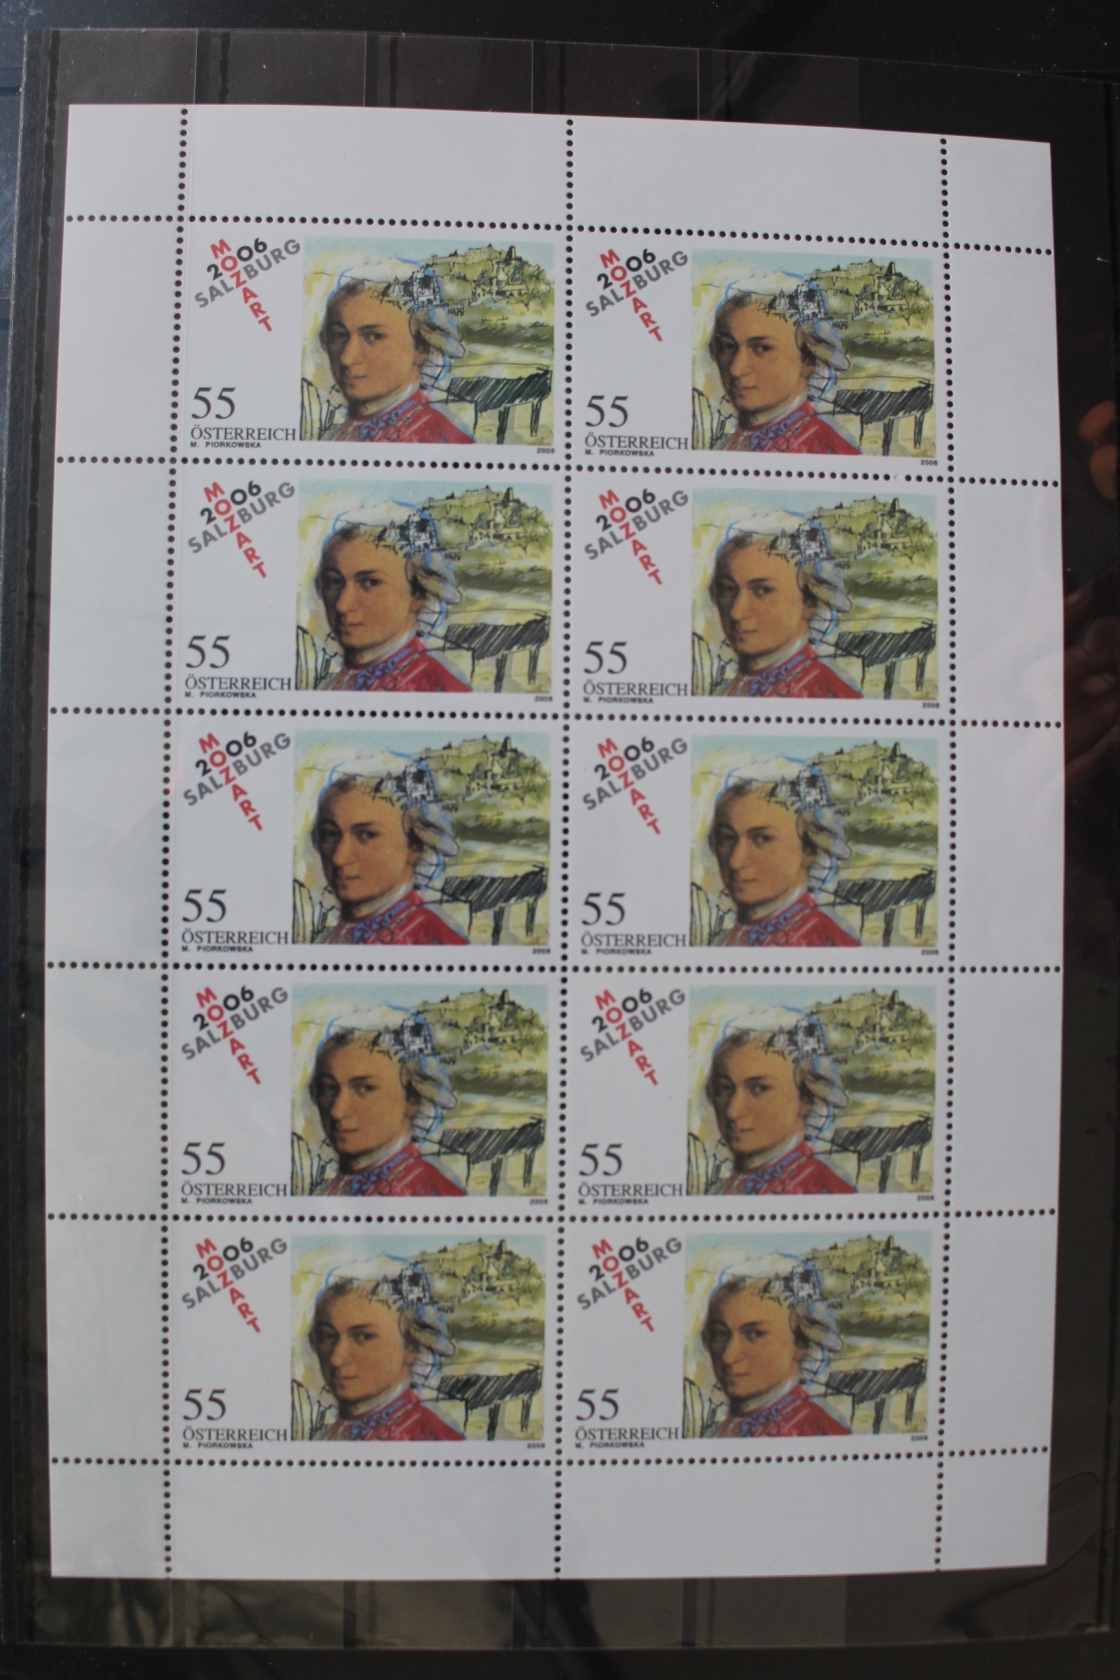 2006
MOZART
SALZBURG
55
ÖSTERREICH
M. PIORKOWSKA
2006
2006
MOZART
SALZBURG
55
ÖSTERREICH
M. PIORKOWSKA
2006
2006
MOZART
SALZBURG
55
ÖSTERREICH
M. PIORKOWSKA
2006
2006
MOZART
SALZBURG
55
ÖSTERREICH
M. PIORKOWSKA
2006
2006
MOZART
SALZBURG
55
ÖSTERREICH
M. PIORKOWSKA
2006
2006
MOZART
SALZBURG
55
ÖSTERREICH
M. PIORKOWSKA
2006
2006
MOZART
SALZBURG
55
ÖSTERREICH
M. PIORKOWSKA
2006
2006
MOZART
SALZBURG
55
ÖSTERREICH
M. PIORKOWSKA
2006
2006
MOZART
SALZBURG
55
ÖSTERREICH
M. PIORKOWSKA
2006
2006
MOZART
SALZBURG
55
ÖSTERREICH
M. PIORKOWSKA
2006